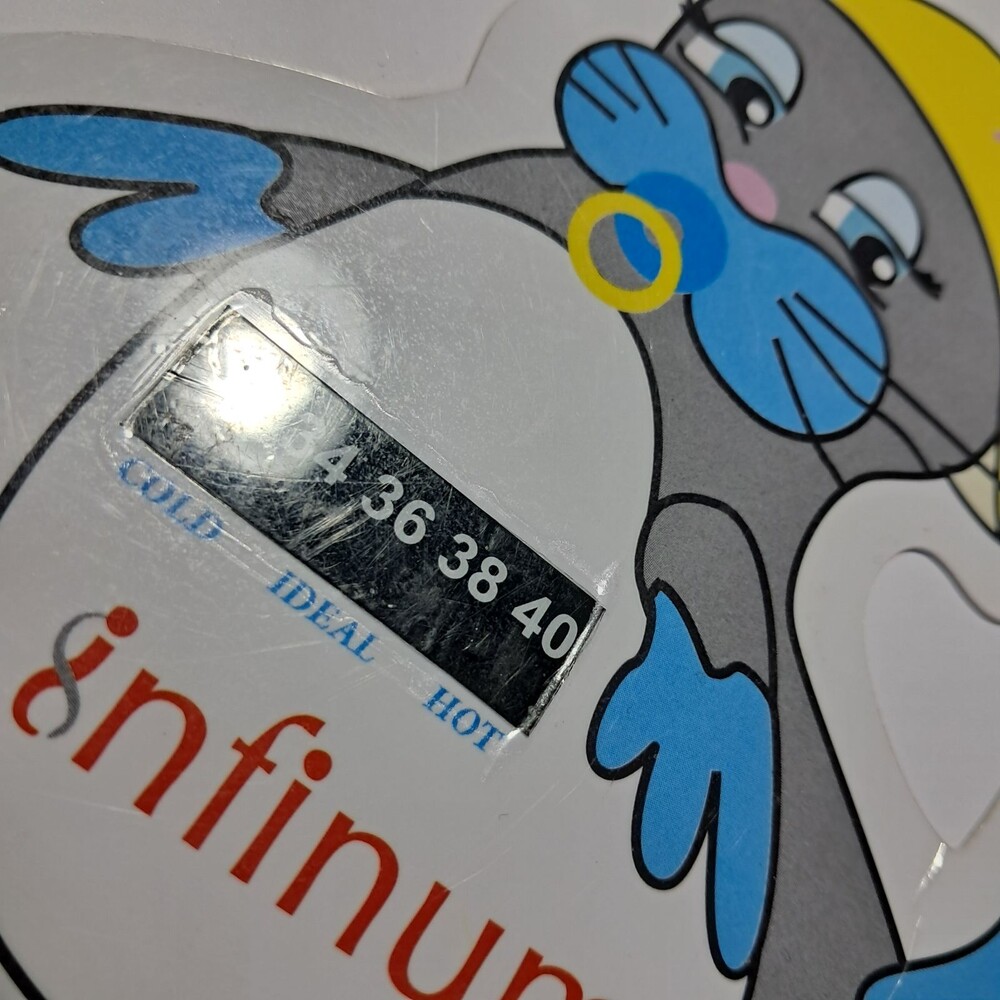 34 36 38 40
COLD IDEAL HOT
infinum